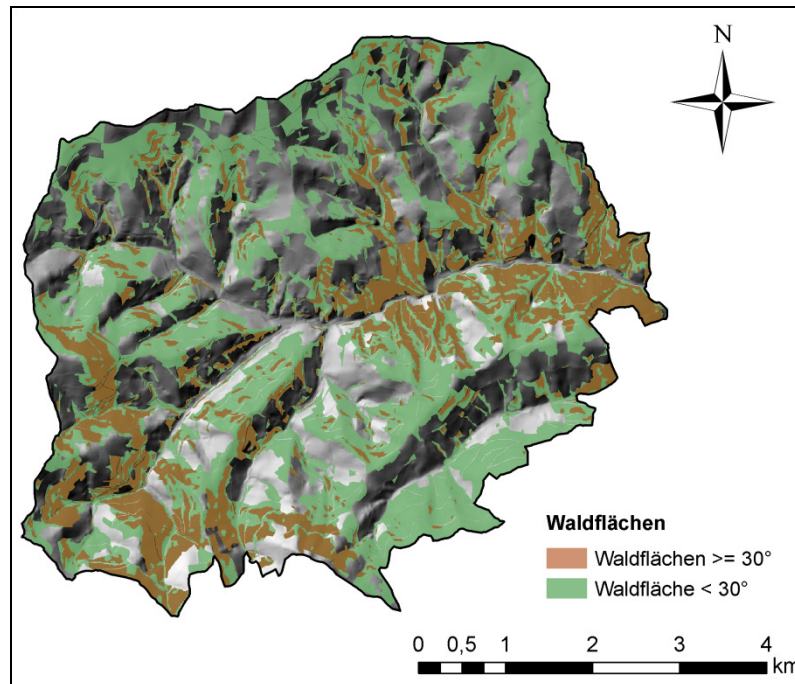 N
Waldflächen
Waldflächen >= 30°
Waldfläche < 30°
0 0,5 1 2 3 4
km